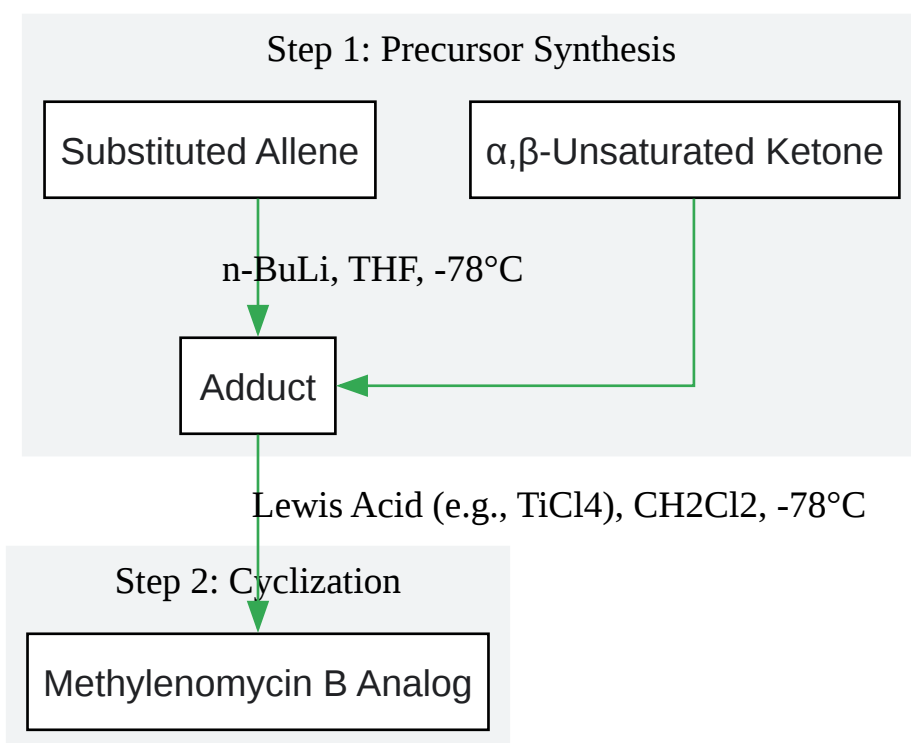 Step 1: Precursor Synthesis
Substituted Allene
α,β-Unsaturated Ketone
n-BuLi, THF, -78°C
Adduct
Lewis Acid (e.g., TiCl4), CH2Cl2, -78°C
Step 2: Cyclization
Methylenomycin B Analog